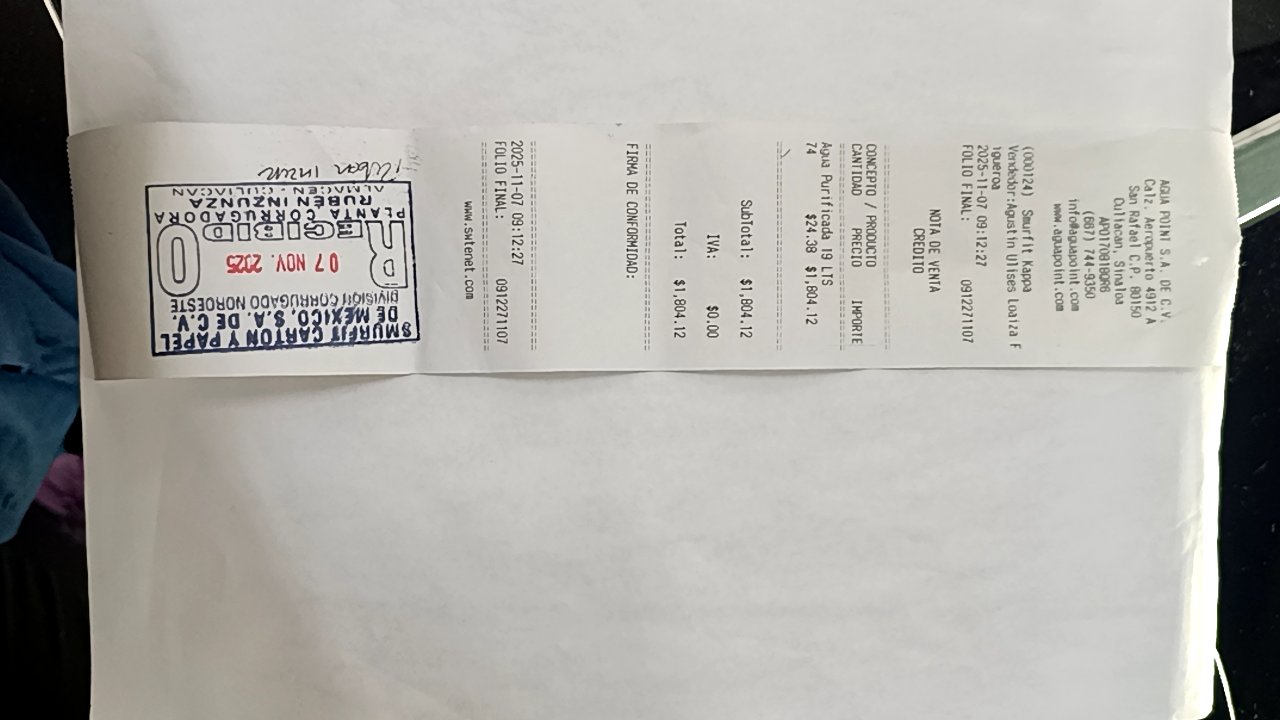 AGUA POINT S.A. DE C.V.
Calz. Aeropuerto 4912 A
San Rafael C.P. 80150
Culiacan, Sinaloa
APO170818QR6
(667) 744-9350
info@aguapoint.com
www.aguapoint.com
(000124) Smurfit Kappa
Vendedor:Agustin Ulises Loaiza F
igueroa
2025-11-07 09:12:27
FOLIO FINAL: 0912271107
NOTA DE VENTA
CREDITO
CONCEPTO / PRODUCTO
CANTIDAD PRECIO IMPORTE
Agua Purificada 19 LTS
74 $24.38 $1,804.12
SubTotal: $1,804.12
IVA: $0.00
Total: $1,804.12
FIRMA DE CONFORMIDAD:
2025-11-07 09:12:27
FOLIO FINAL: 0912271107
www.swtenet.com
SMURFIT CARTON Y PAPEL
DE MEXICO, S.A. DE C.V.
DIVISIÓN CORRUGADO NOROESTE
07 NOV. 2025
RECIBIDO
PLANTA CORRUGADORA
RUBÉN INZUNZA
ALMACEN - CULIACAN